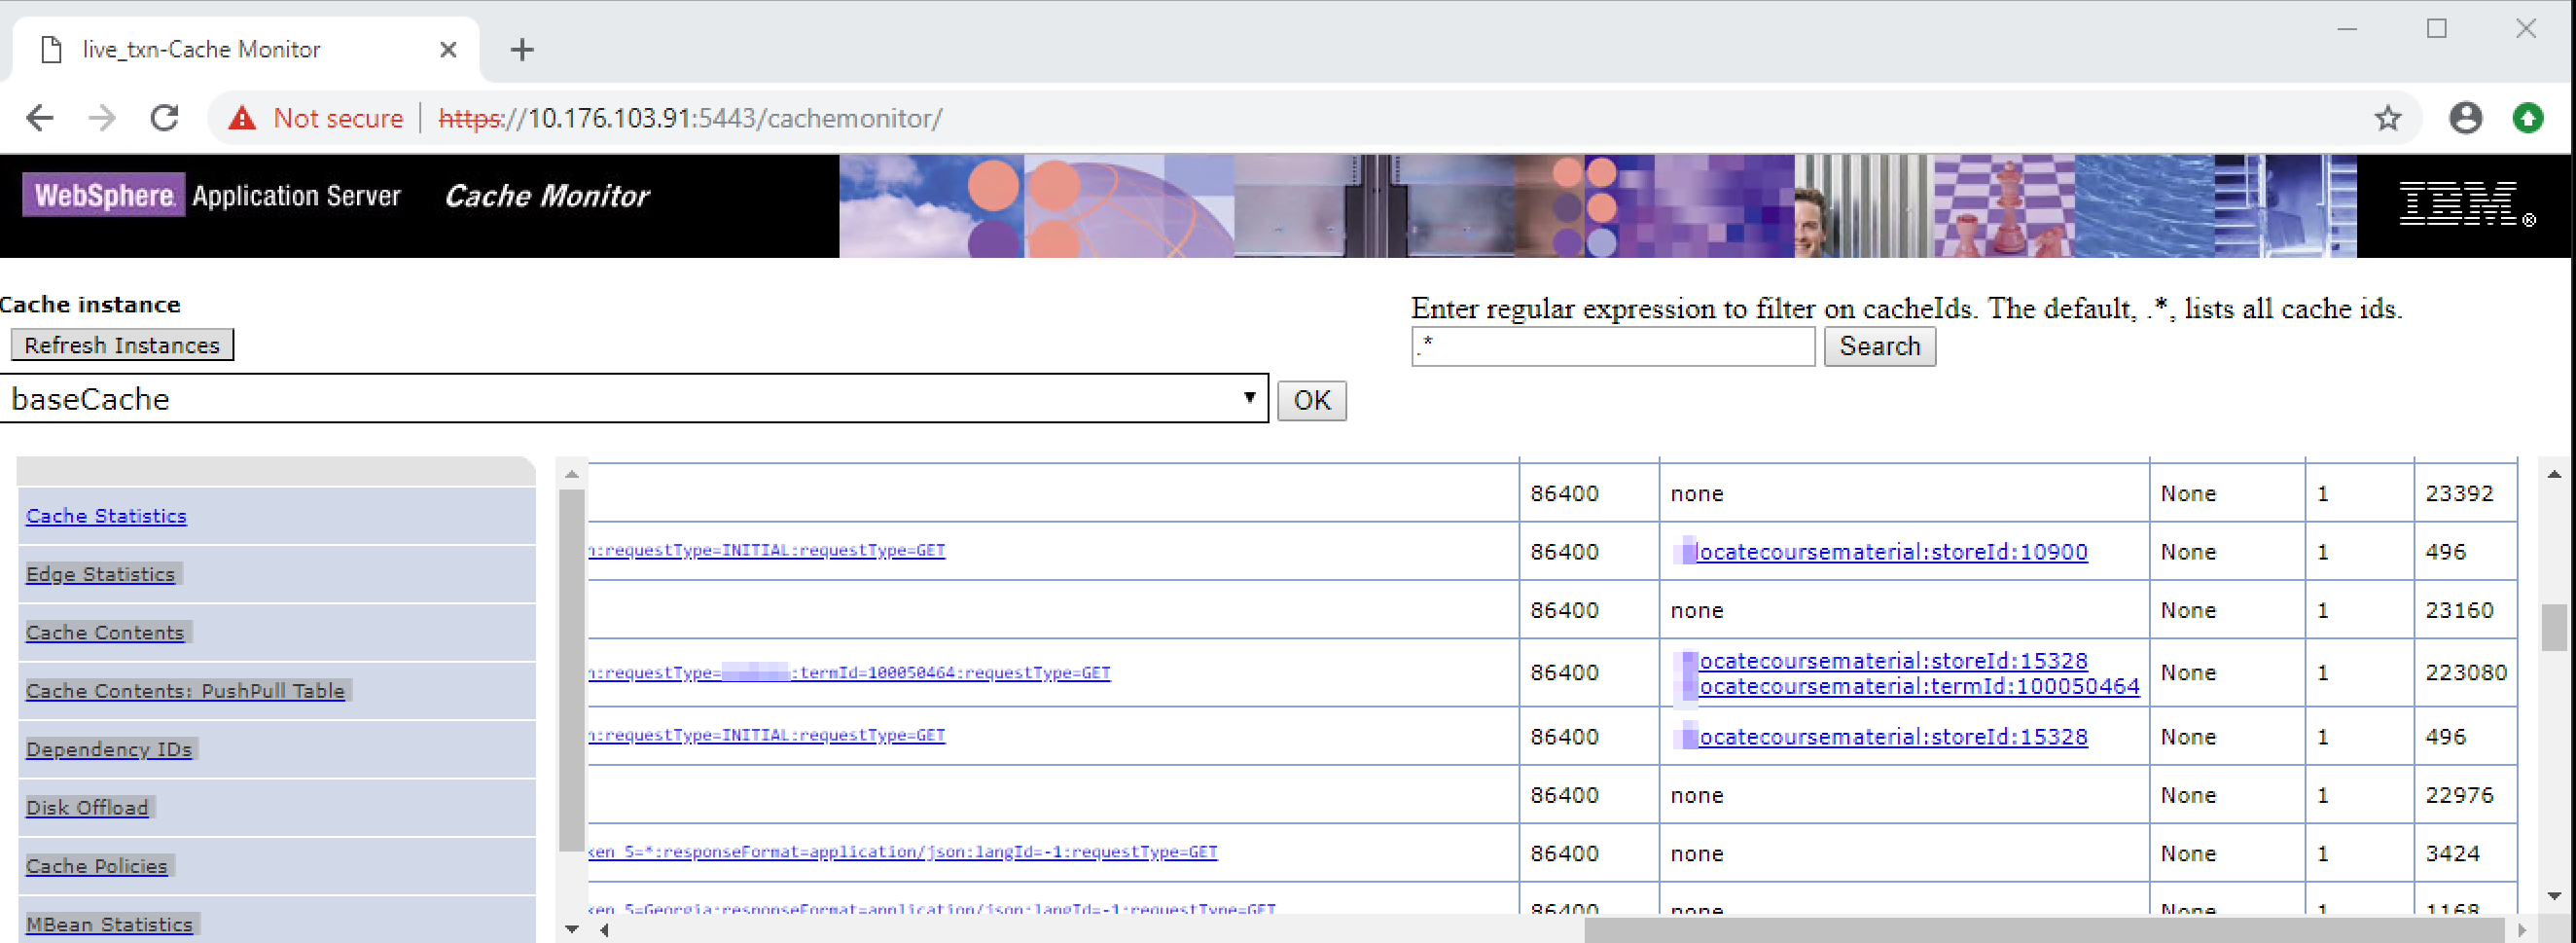 live_txn-Cache Monitor
Not secure https://10.176.103.91:5443/cachemonitor/
WebSphere Application Server Cache Monitor IBM®
Cache instance
Enter regular expression to filter on cacheIds. The default, .*, lists all cache ids.
Refresh Instances
.* Search
baseCache OK
Cache Statistics
Edge Statistics
Cache Contents
Cache Contents: PushPull Table
Dependency IDs
Disk Offload
Cache Policies
MBean Statistics
86400 none None 1 23392
:requestType=INITIAL:requestType=GET 86400 locatecoursematerial:storeId:10900 None 1 496
86400 none None 1 23160
:requestType= :termId=100050464:requestType=GET 86400 ocatecoursematerial:storeId:15328 None 1 223080
ocatecoursematerial:termId:100050464
:requestType=INITIAL:requestType=GET 86400 ocatecoursematerial:storeId:15328 None 1 496
86400 none None 1 22976
ken_5=*:responseFormat=application/json:langId=-1:requestType=GET 86400 none None 1 3424
ken_5=Georgia:responseFormat=application/json:langId=-1:requestType=GET 86400 none None 1 1168